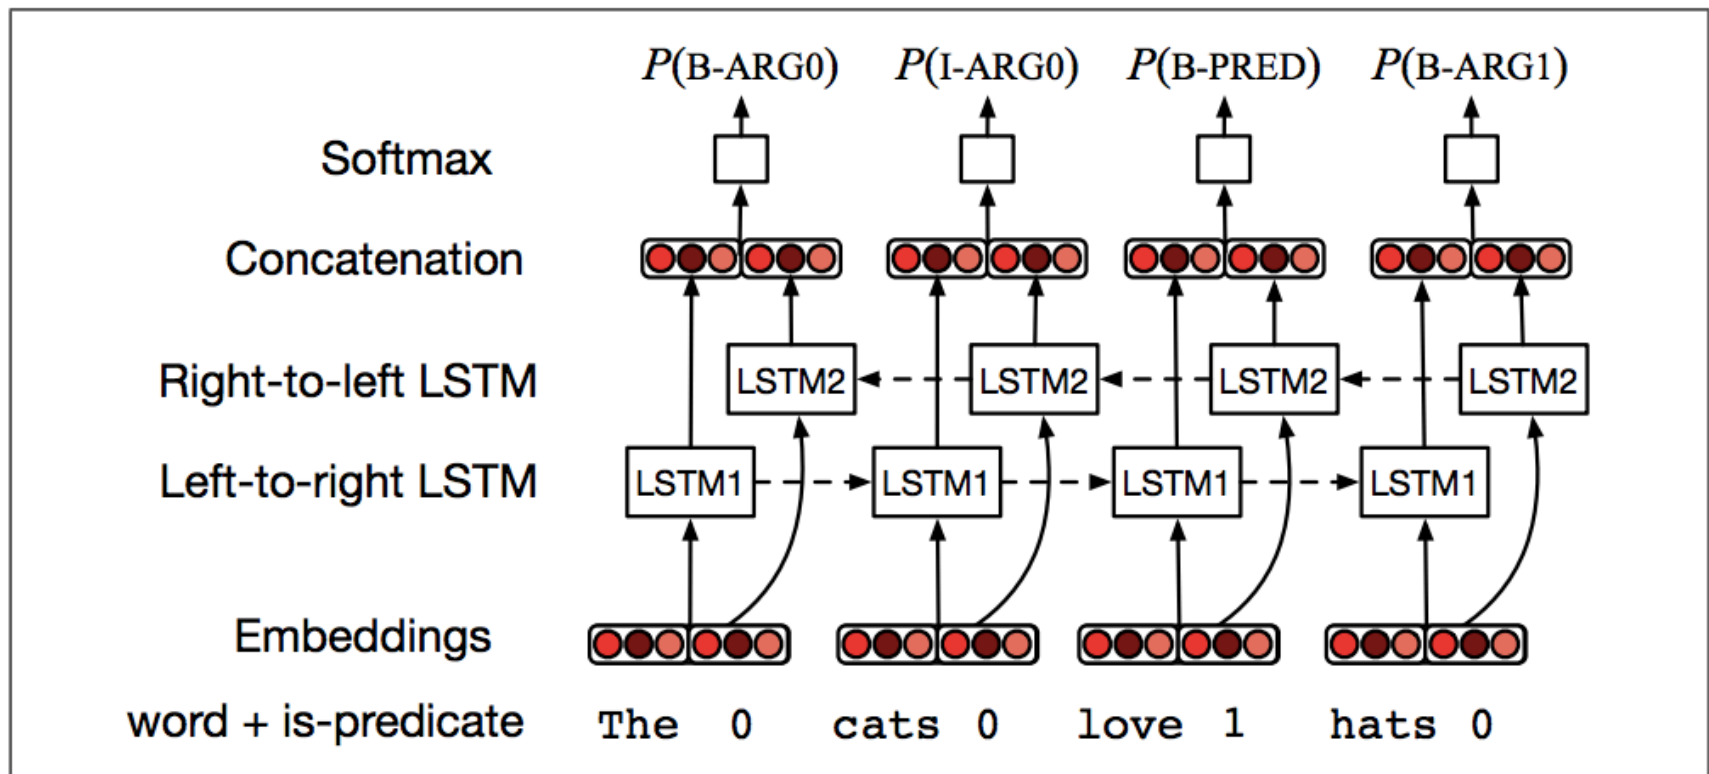 P(B-ARG0) P(I-ARG0) P(B-PRED) P(B-ARG1)
Softmax
Concatenation
Right-to-left LSTM LSTM2 LSTM2 LSTM2 LSTM2
Left-to-right LSTM LSTM1 LSTM1 LSTM1 LSTM1
Embeddings
word + is-predicate The 0 cats 0 love 1 hats 0